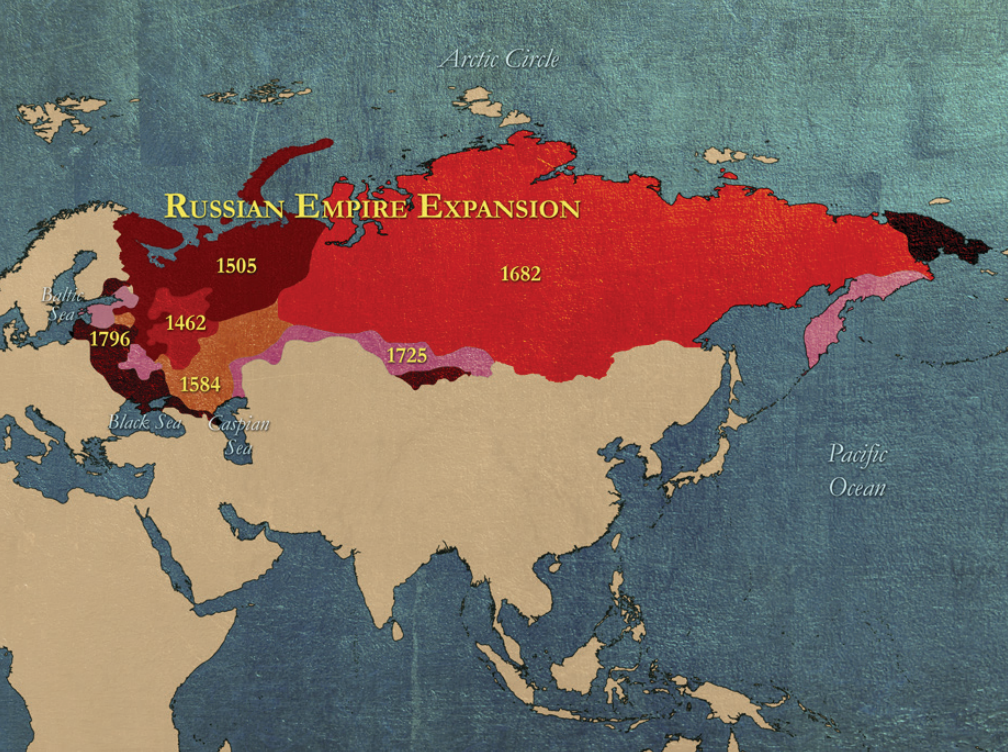 Arctic Circle
Russian Empire Expansion
1505
1682
Baltic
Sea
1462
1796
1725
1584
Black Sea
Caspian
Sea
Pacific
Ocean